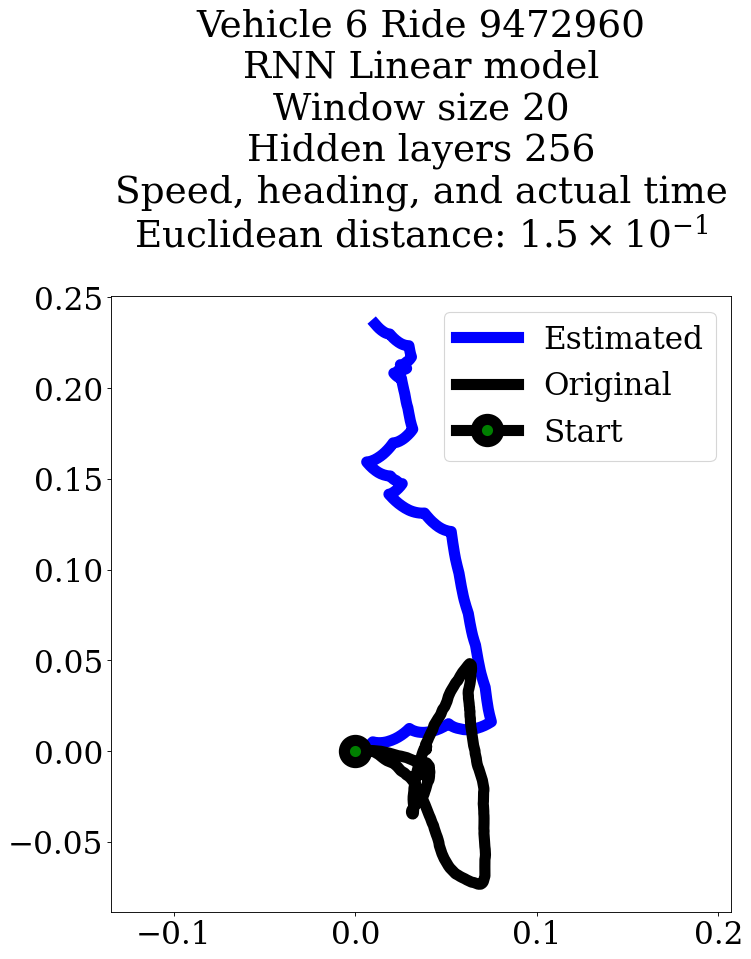 Vehicle 6 Ride 9472960
RNN Linear model
Window size 20
Hidden layers 256
Speed, heading, and actual time
Euclidean distance: 1.5 × 10⁻¹
Estimated
Original
Start
0.25
0.20
0.15
0.10
0.05
0.00
−0.05
−0.1 0.0 0.1 0.2